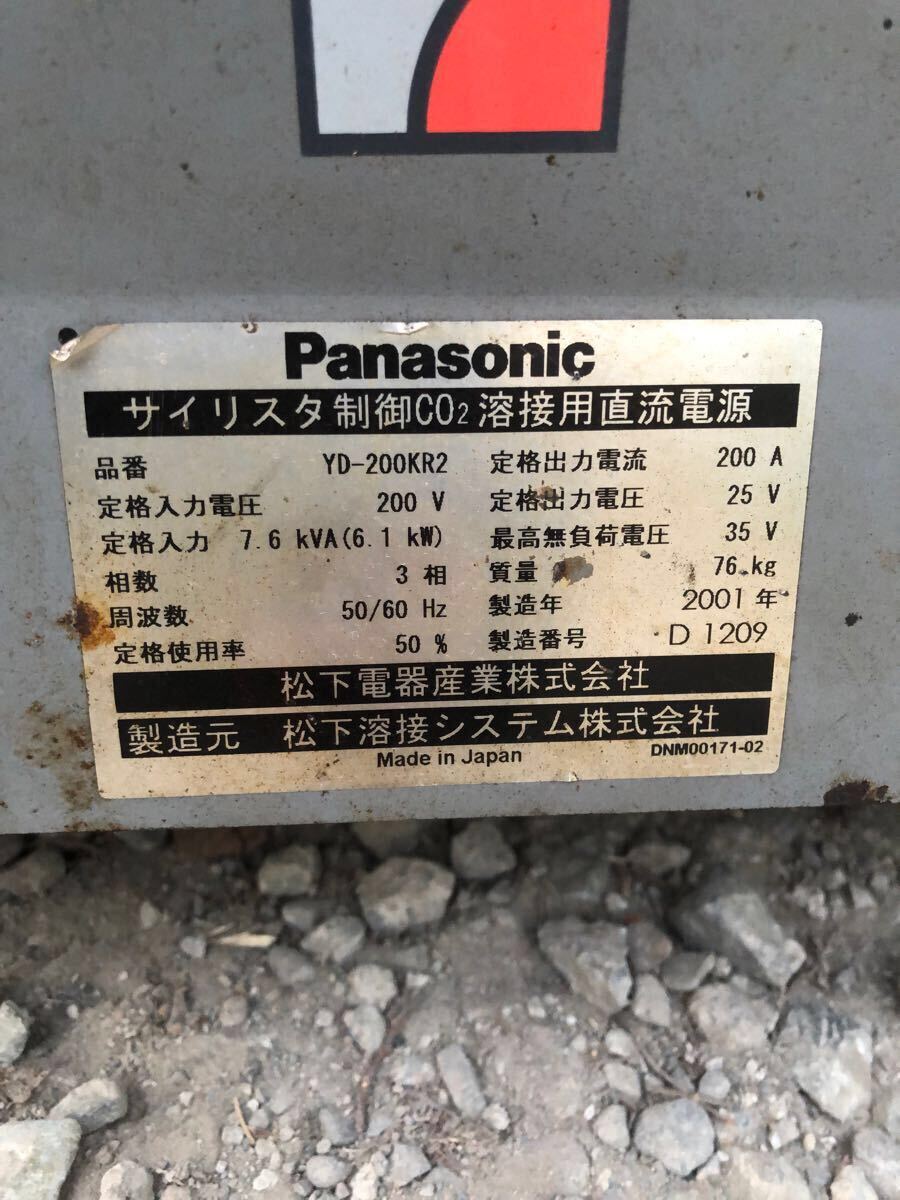 Panasonic
サイリスタ制御CO₂溶接用直流電源
品番 YD-200KR2
定格入力電圧 200 V
定格入力 7.6 kVA(6.1 kW)
相数 3 相
周波数 50/60 Hz
定格使用率 50 %
定格出力電流 200 A
定格出力電圧 25 V
最高無負荷電圧 35 V
質量 76 kg
製造年 2001 年
製造番号 D 1209
松下電器産業株式会社
製造元 松下溶接システム株式会社
Made in Japan
DNM00171-02